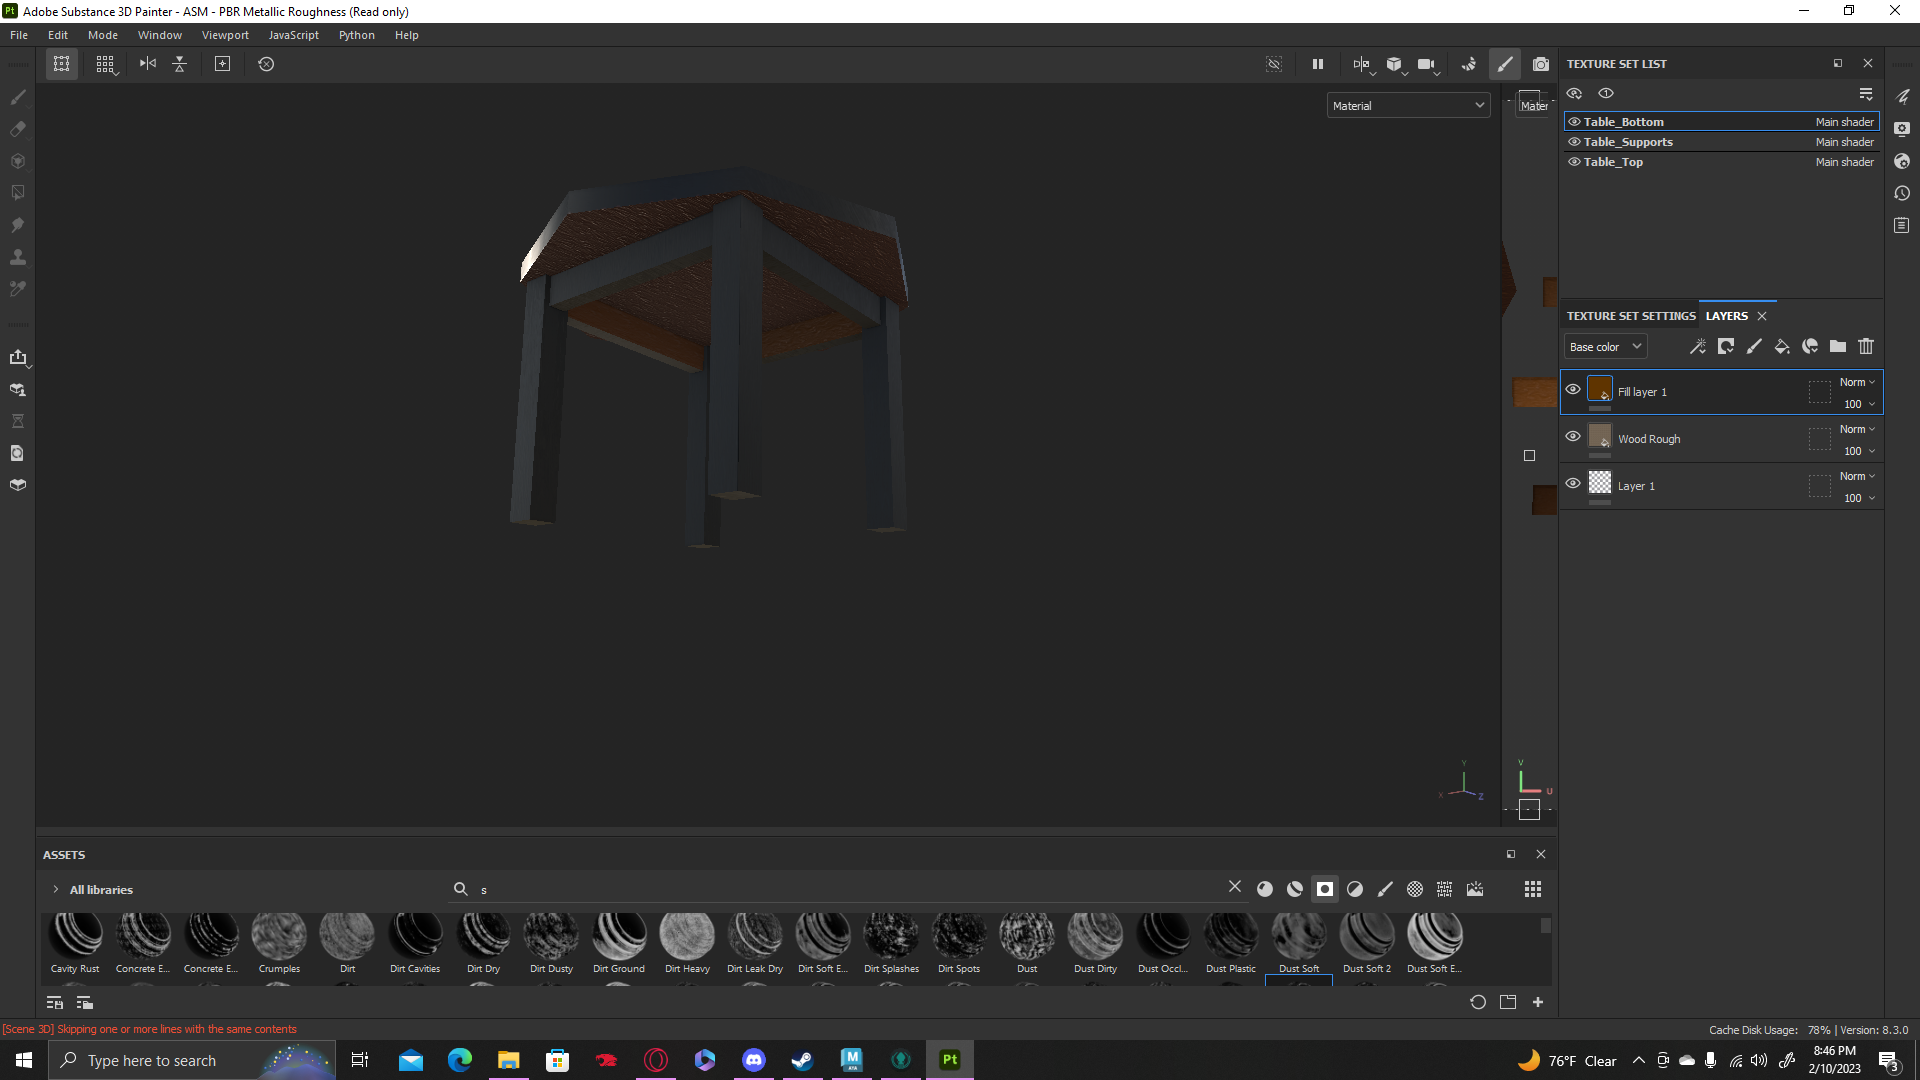 Pt Adobe Substance 3D Painter - ASM - PBR Metallic Roughness (Read only)
File Edit Mode Window Viewport JavaScript Python Help
TEXTURE SET LIST
Material
Mater
Table_Bottom Main shader
Table_Supports Main shader
Table_Top Main shader
TEXTURE SET SETTINGS LAYERS
Base color
Fill layer 1 Norm
100
Wood Rough Norm
100
Layer 1 Norm
100
Y
X
Z
V
U
ASSETS
All libraries
s
Cavity Rust Concrete E... Concrete E... Crumples Dirt Dirt Cavities Dirt Dry Dirt Dusty Dirt Ground Dirt Heavy Dirt Leak Dry Dirt Soft E... Dirt Splashes Dirt Spots Dust Dust Dirty Dust Occl... Dust Plastic Dust Soft Dust Soft 2 Dust Soft E...
[Scene 3D] Skipping one or more lines with the same contents
Cache Disk Usage: 78% | Version: 8.3.0
Type here to search
M
Pt
76°F Clear
8:46 PM
2/10/2023
3